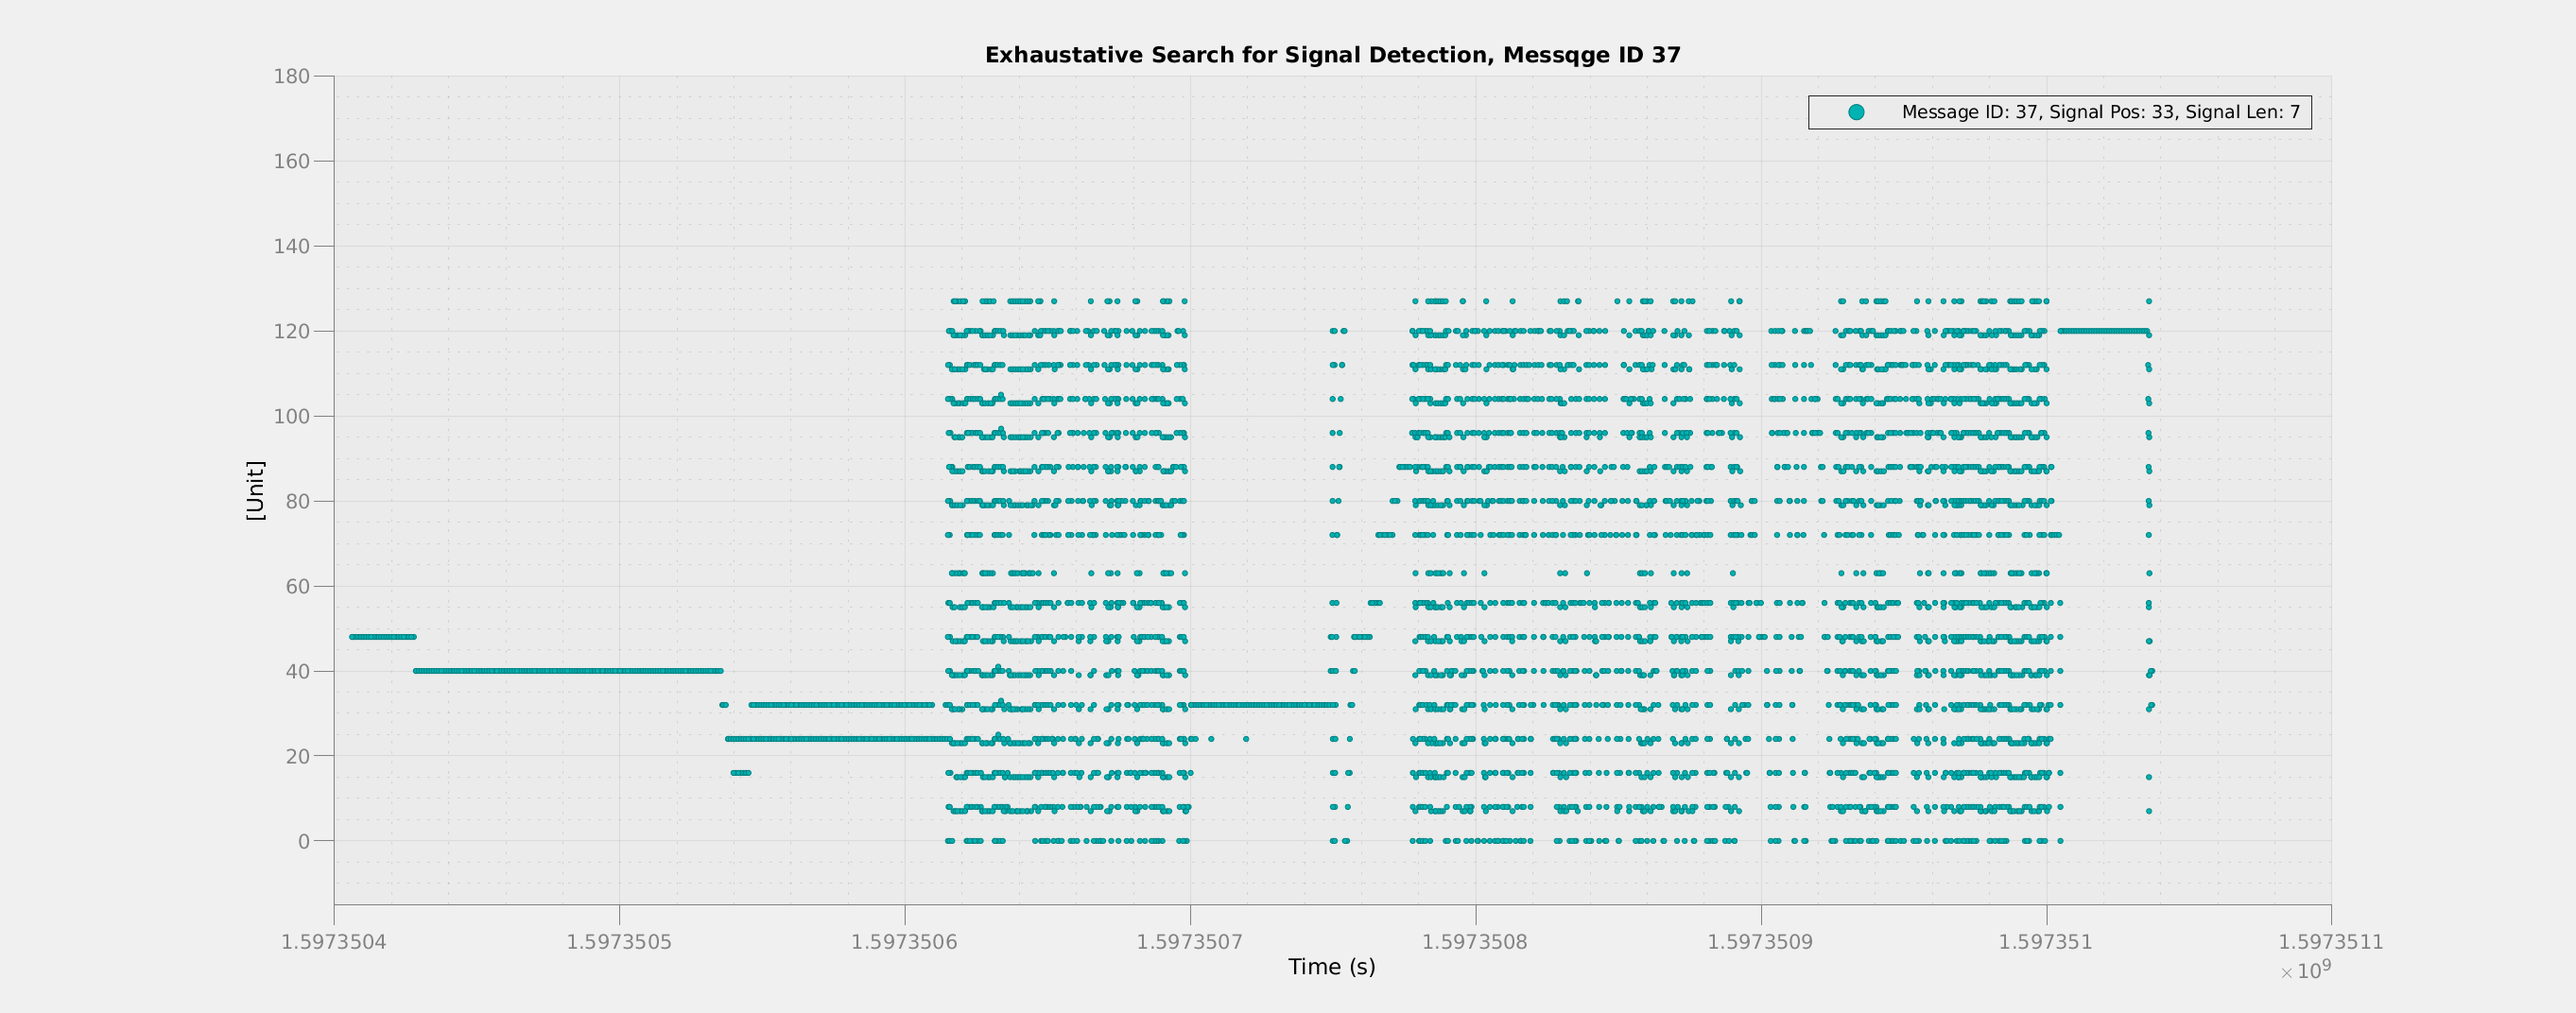 Exhaustative Search for Signal Detection, Messqge ID 37
Message ID: 37, Signal Pos: 33, Signal Len: 7
[Unit]
180
160
140
120
100
80
60
40
20
0
1.5973504 1.5973505 1.5973506 1.5973507 1.5973508 1.5973509 1.597351 1.5973511
Time (s)
× 10⁹